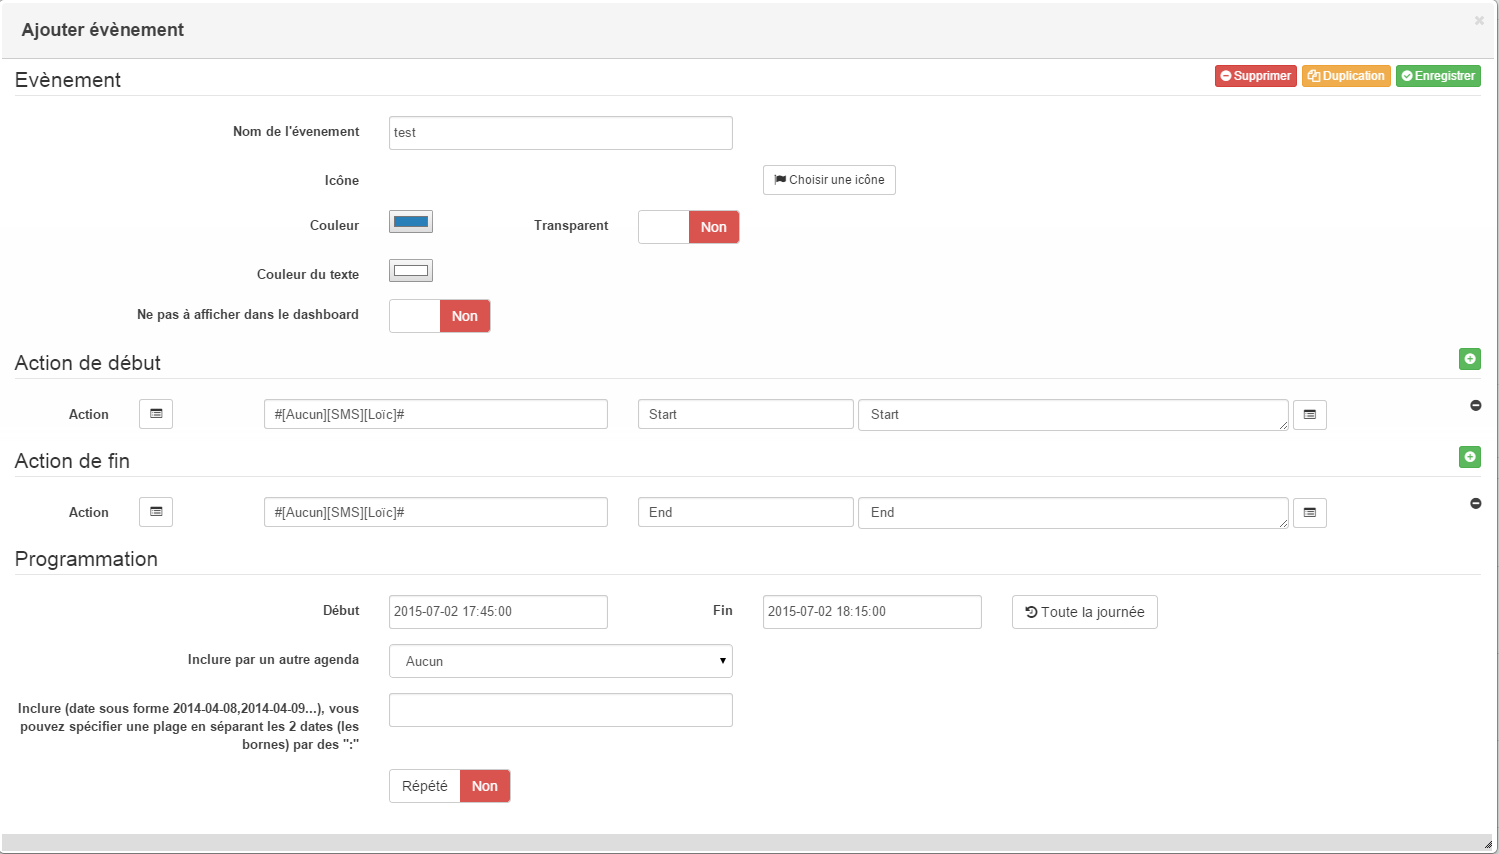 Ajouter évènement
×
Evènement
Supprimer Duplication Enregistrer
Nom de l'évenement test
Icône Choisir une icône
Couleur Transparent Non
Couleur du texte
Ne pas à afficher dans le dashboard Non
Action de début
Action #[Aucun][SMS][Loïc]# Start Start
Action de fin
Action #[Aucun][SMS][Loïc]# End End
Programmation
Début 2015-07-02 17:45:00 Fin 2015-07-02 18:15:00 Toute la journée
Inclure par un autre agenda Aucun
Inclure (date sous forme 2014-04-08,2014-04-09...), vous
pouvez spécifier une plage en séparant les 2 dates (les
bornes) par des ":"
Répété Non